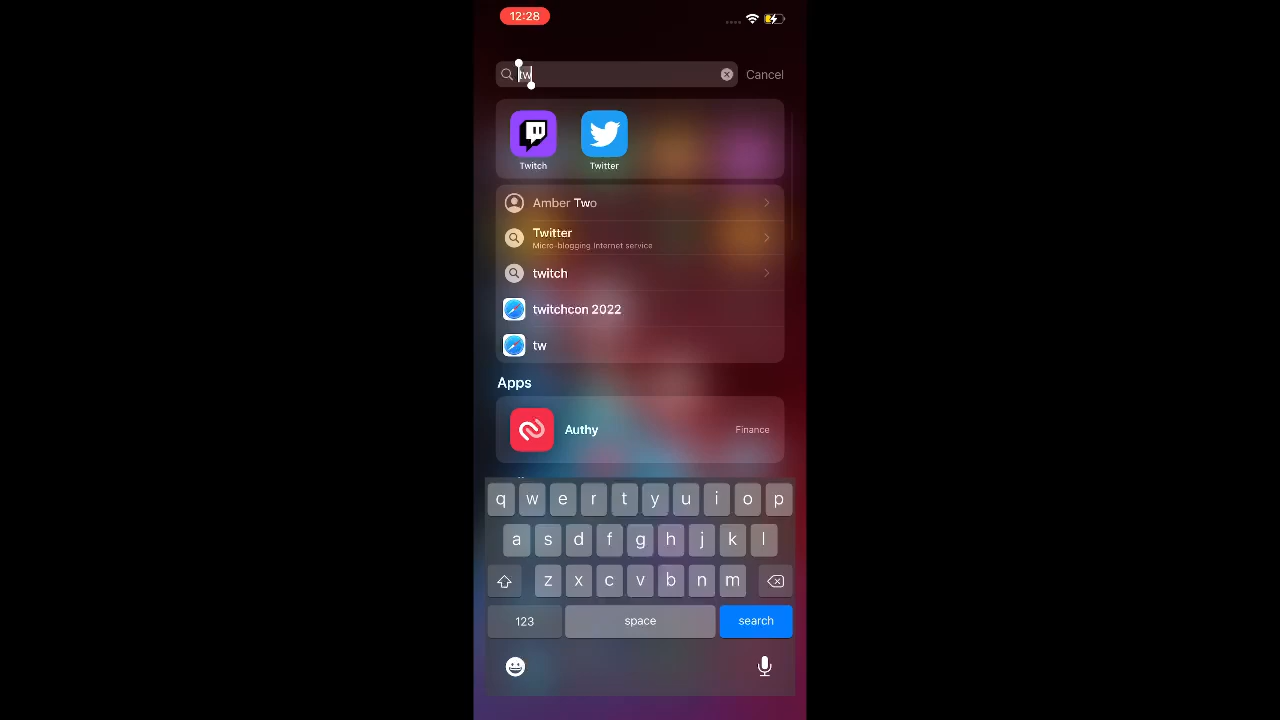 12:28
tw
Cancel
Twitch
Twitter
Amber Two
Twitter
Micro-blogging Internet service
twitch
twitchcon 2022
tw
Apps
Authy
Finance
q w e r t y u i o p
a s d f g h j k l
z x c v b n m
123
space
search